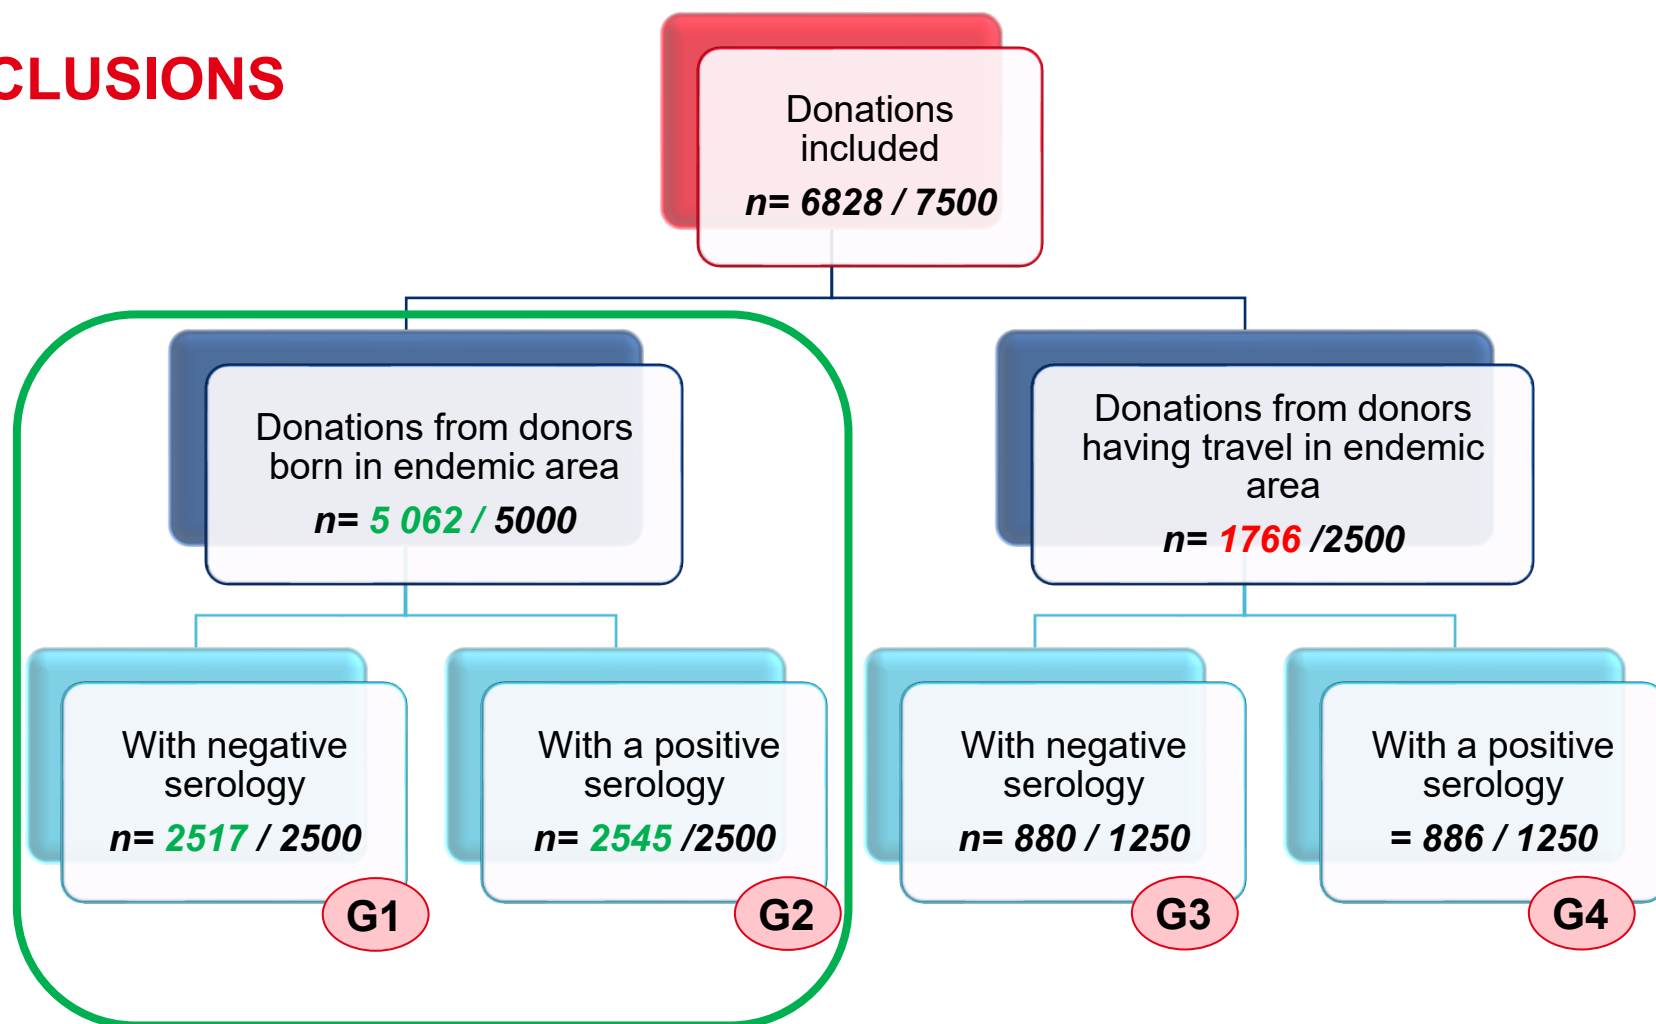 CLUSIONS
Donations
included
n= 6828 / 7500
Donations from donors
born in endemic area
n= 5 062 / 5000
Donations from donors
having travel in endemic
area
n= 1766 /2500
With negative
serology
n= 2517 / 2500
G1
With a positive
serology
n= 2545 /2500
G2
With negative
serology
n= 880 / 1250
G3
With a positive
serology
= 886 / 1250
G4